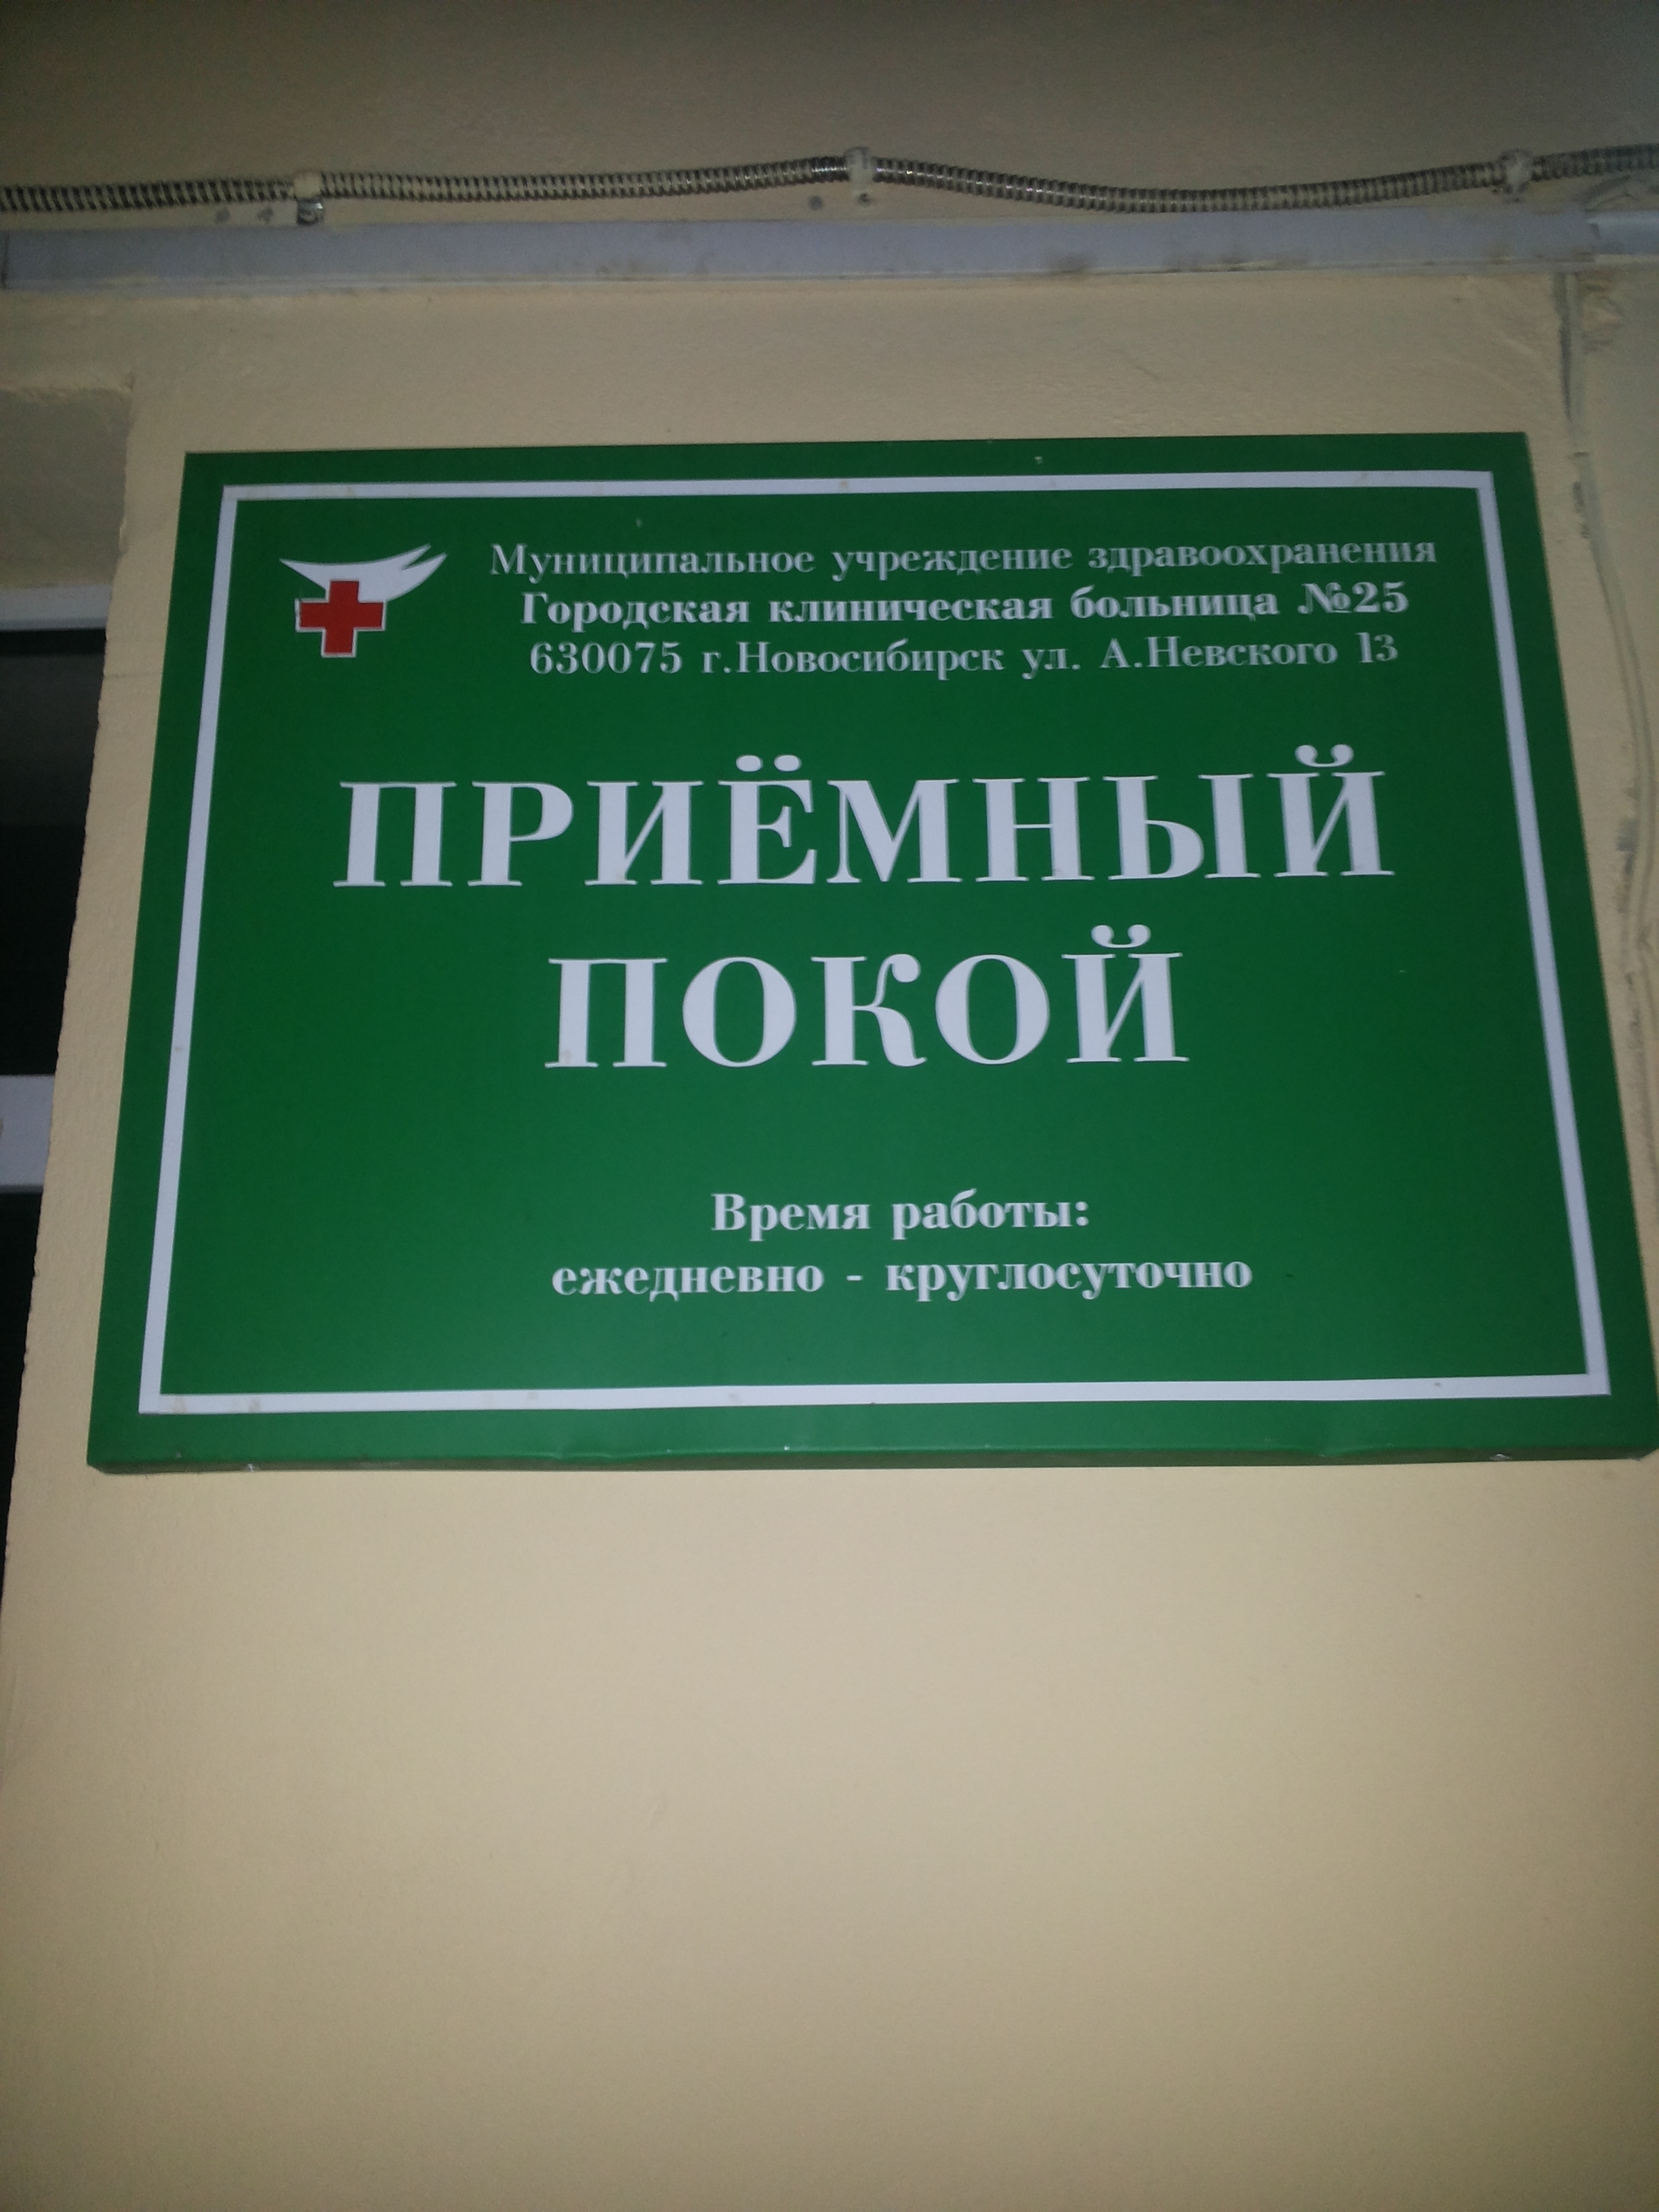 Муниципальное учреждение здравоохранения
Городская клиническая больница №25
630075 г.Новосибирск ул. А.Невского 13
ПРИЁМНЫЙ
ПОКОЙ
Время работы:
ежедневно - круглосуточно